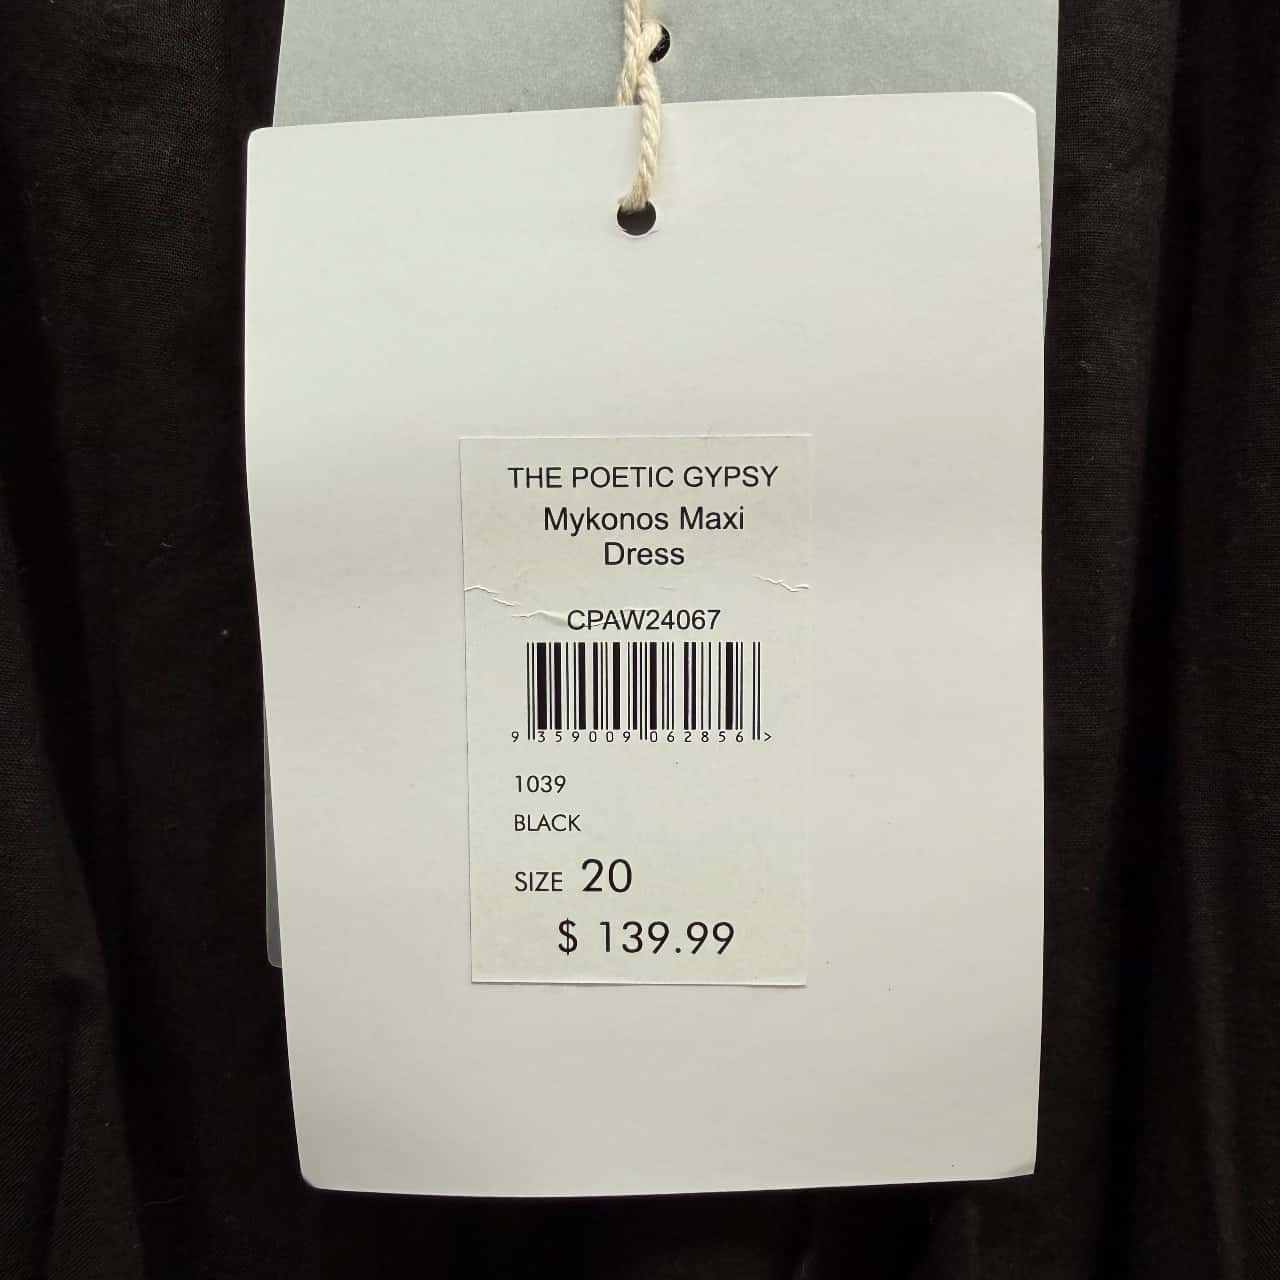 THE POETIC GYPSY
Mykonos Maxi
Dress
CPAW24067
9 359009 062856 >
1039
BLACK
SIZE 20
$ 139.99